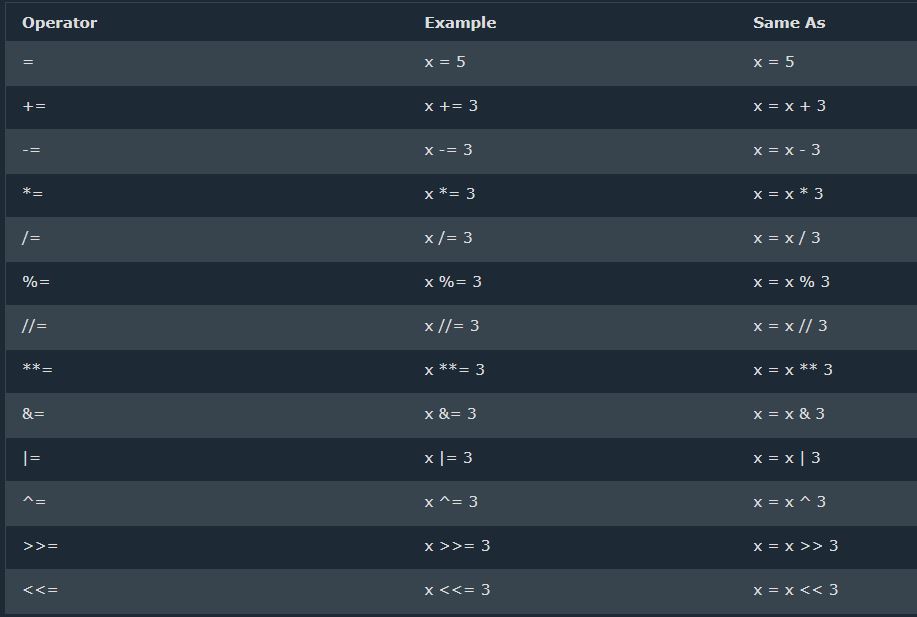 Operator Example Same As
= x = 5 x = 5
+= x += 3 x = x + 3
-= x -= 3 x = x - 3
*= x *= 3 x = x * 3
/= x /= 3 x = x / 3
%= x %= 3 x = x % 3
//= x //= 3 x = x // 3
**= x **= 3 x = x ** 3
&= x &= 3 x = x & 3
|= x |= 3 x = x | 3
^= x ^= 3 x = x ^ 3
>>= x >>= 3 x = x >> 3
<<= x <<= 3 x = x << 3